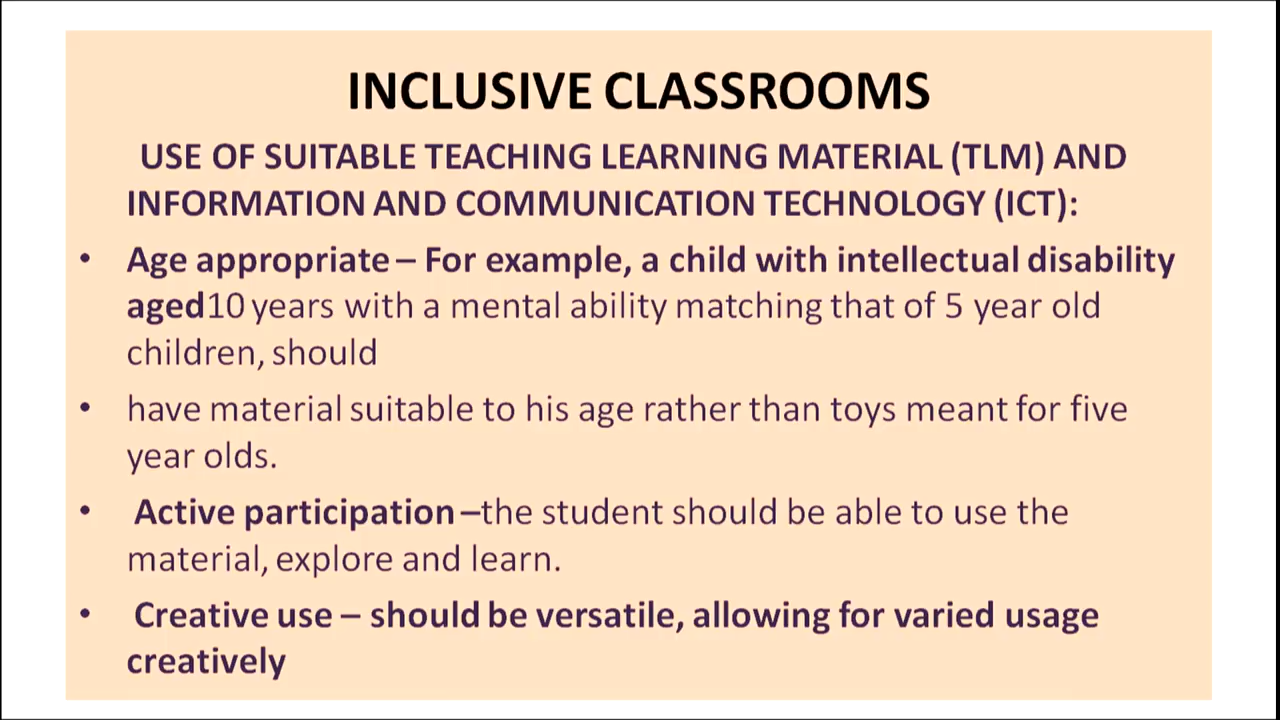 INCLUSIVE CLASSROOMS
USE OF SUITABLE TEACHING LEARNING MATERIAL (TLM) AND
INFORMATION AND COMMUNICATION TECHNOLOGY (ICT):
• Age appropriate – For example, a child with intellectual disability
aged10 years with a mental ability matching that of 5 year old
children, should
• have material suitable to his age rather than toys meant for five
year olds.
• Active participation –the student should be able to use the
material, explore and learn.
• Creative use – should be versatile, allowing for varied usage
creatively